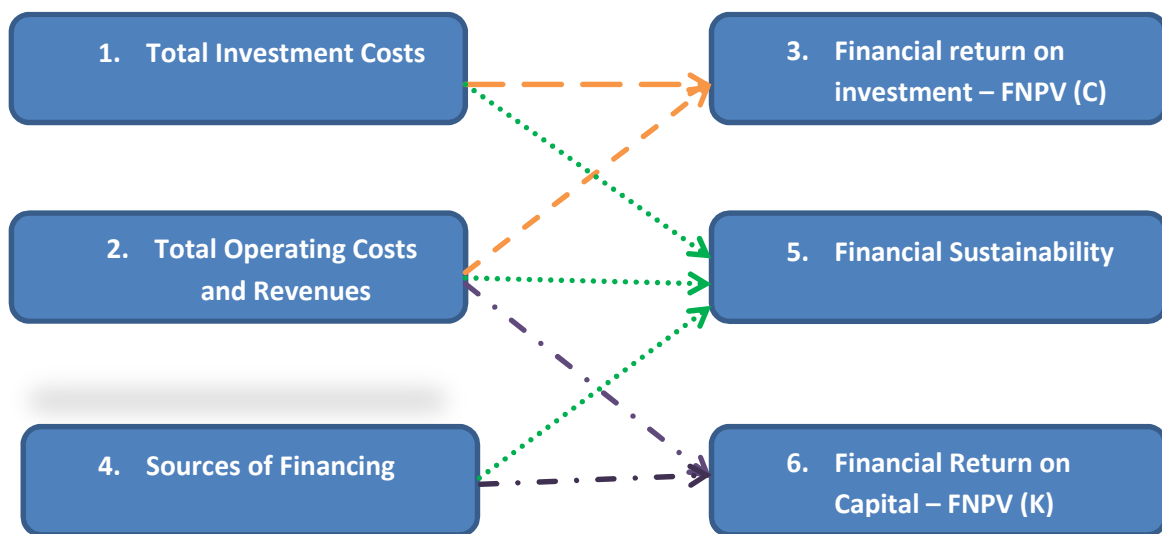 1. Total Investment Costs
3. Financial return on
investment – FNPV (C)
2. Total Operating Costs
and Revenues
5. Financial Sustainability
4. Sources of Financing
6. Financial Return on
Capital – FNPV (K)